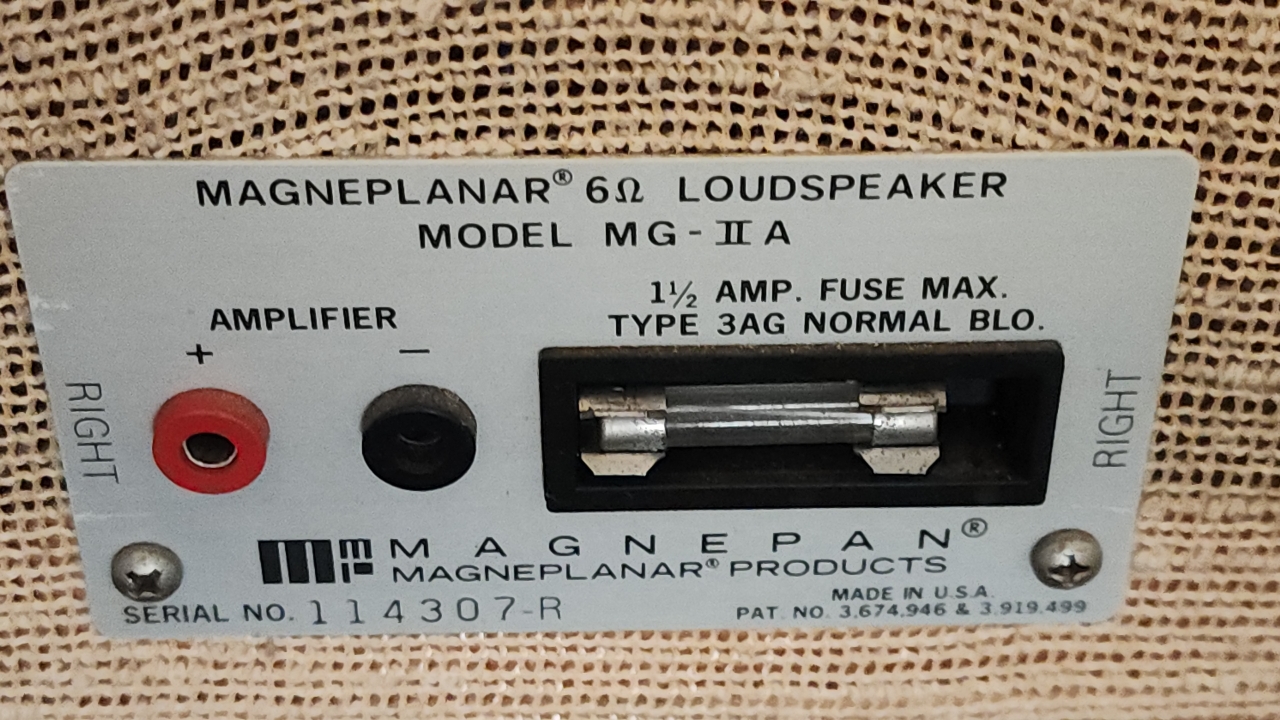 MAGNEPLANAR® 6Ω LOUDSPEAKER
MODEL MG-II A
1½ AMP. FUSE MAX.
TYPE 3AG NORMAL BLO.
AMPLIFIER
+ −
RIGHT
RIGHT
MAGNEPAN®
MAGNEPLANAR® PRODUCTS
MADE IN U.S.A.
SERIAL NO. 114307-R
PAT. NO. 3,674,946 & 3,919,499